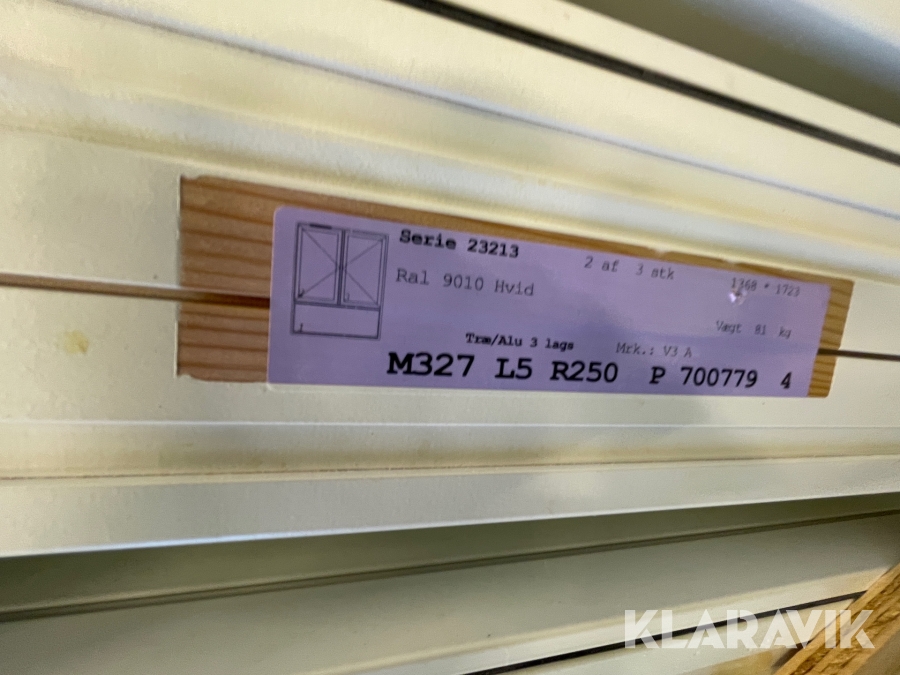 Serie 23213 2 af 3 stk 1368 * 1723
Ral 9010 Hvid
Vægt 81 kg
Træ/Alu 3 lags Mrk.: V3 A
M327 L5 R250 P 700779 4
KLARAVIK